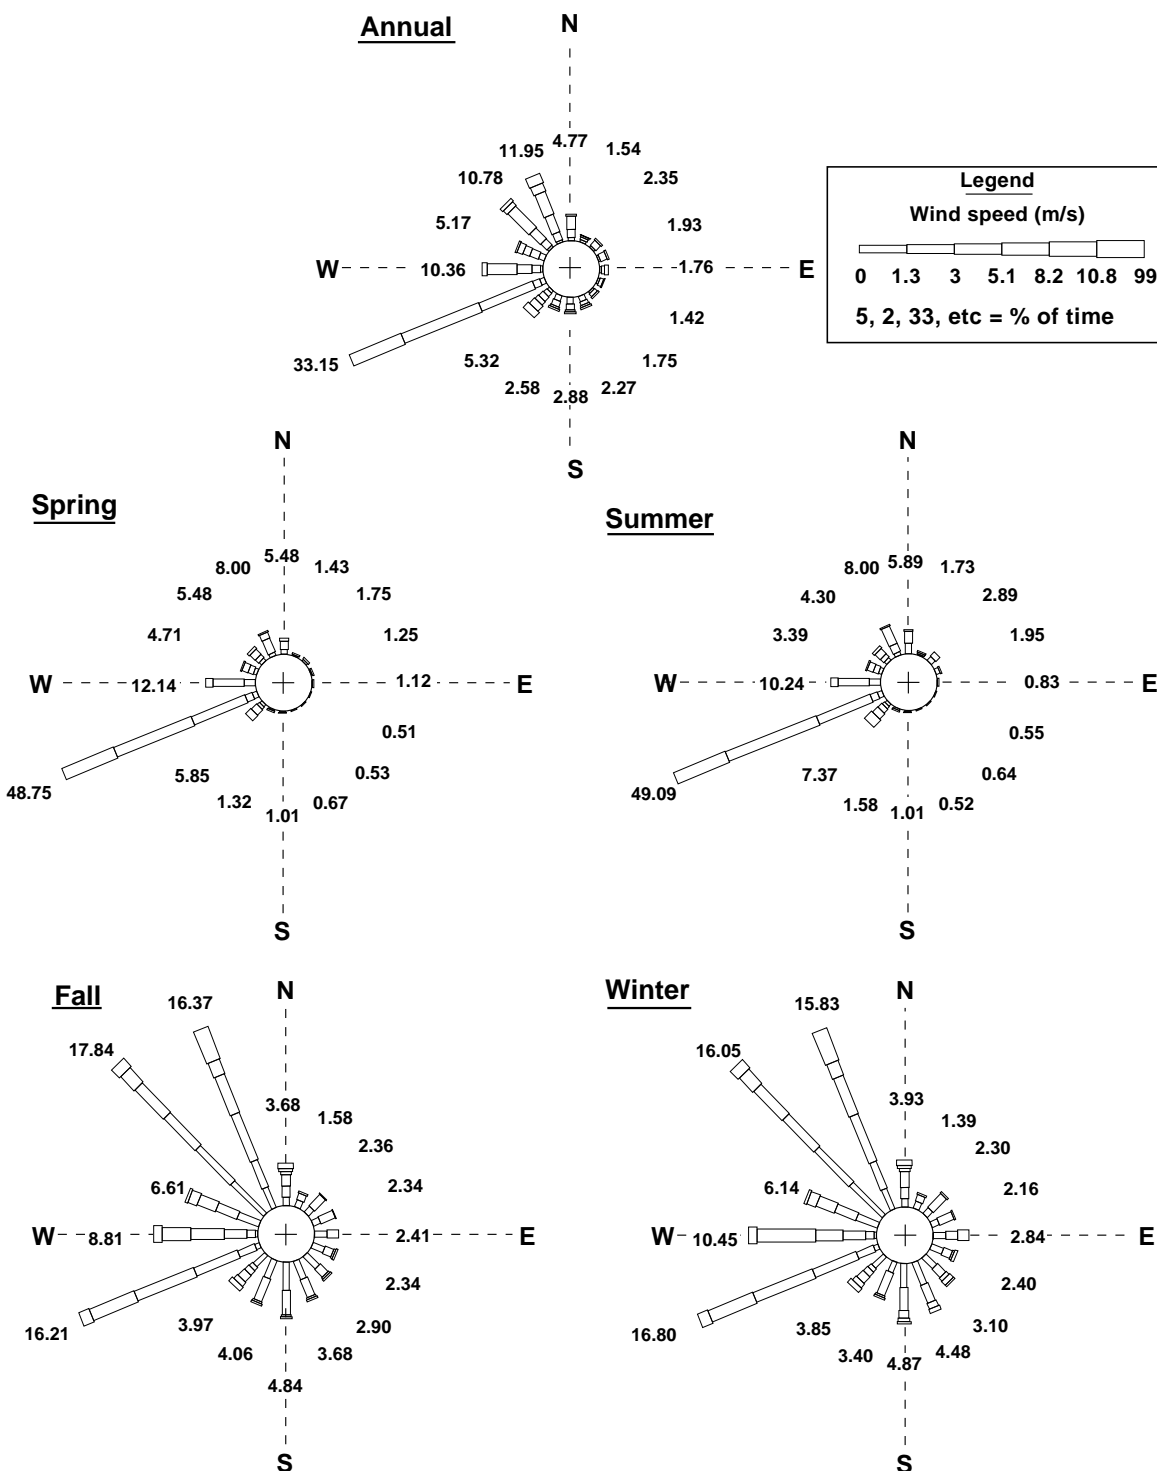 Annual
N
4.77
11.95
1.54
10.78
2.35
5.17
1.93
W
10.36
1.76
E
1.42
33.15
5.32
1.75
2.58
2.88
2.27
S
Legend
Wind speed (m/s)
0 1.3 3 5.1 8.2 10.8 99
5, 2, 33, etc = % of time
Spring
N
5.48
8.00
1.43
5.48
1.75
4.71
1.25
W
12.14
1.12
E
0.51
5.85
0.53
48.75
1.32
1.01
0.67
S
Summer
N
8.00
5.89
1.73
4.30
2.89
3.39
1.95
W
10.24
0.83
E
0.55
7.37
0.64
49.09
1.58
1.01
0.52
S
Fall
N
16.37
17.84
3.68
1.58
2.36
6.61
2.34
W
8.81
2.41
E
2.34
16.21
3.97
2.90
4.06
3.68
4.84
S
Winter
N
15.83
16.05
3.93
1.39
2.30
6.14
2.16
W
10.45
2.84
E
2.40
16.80
3.85
3.10
3.40
4.87
4.48
S